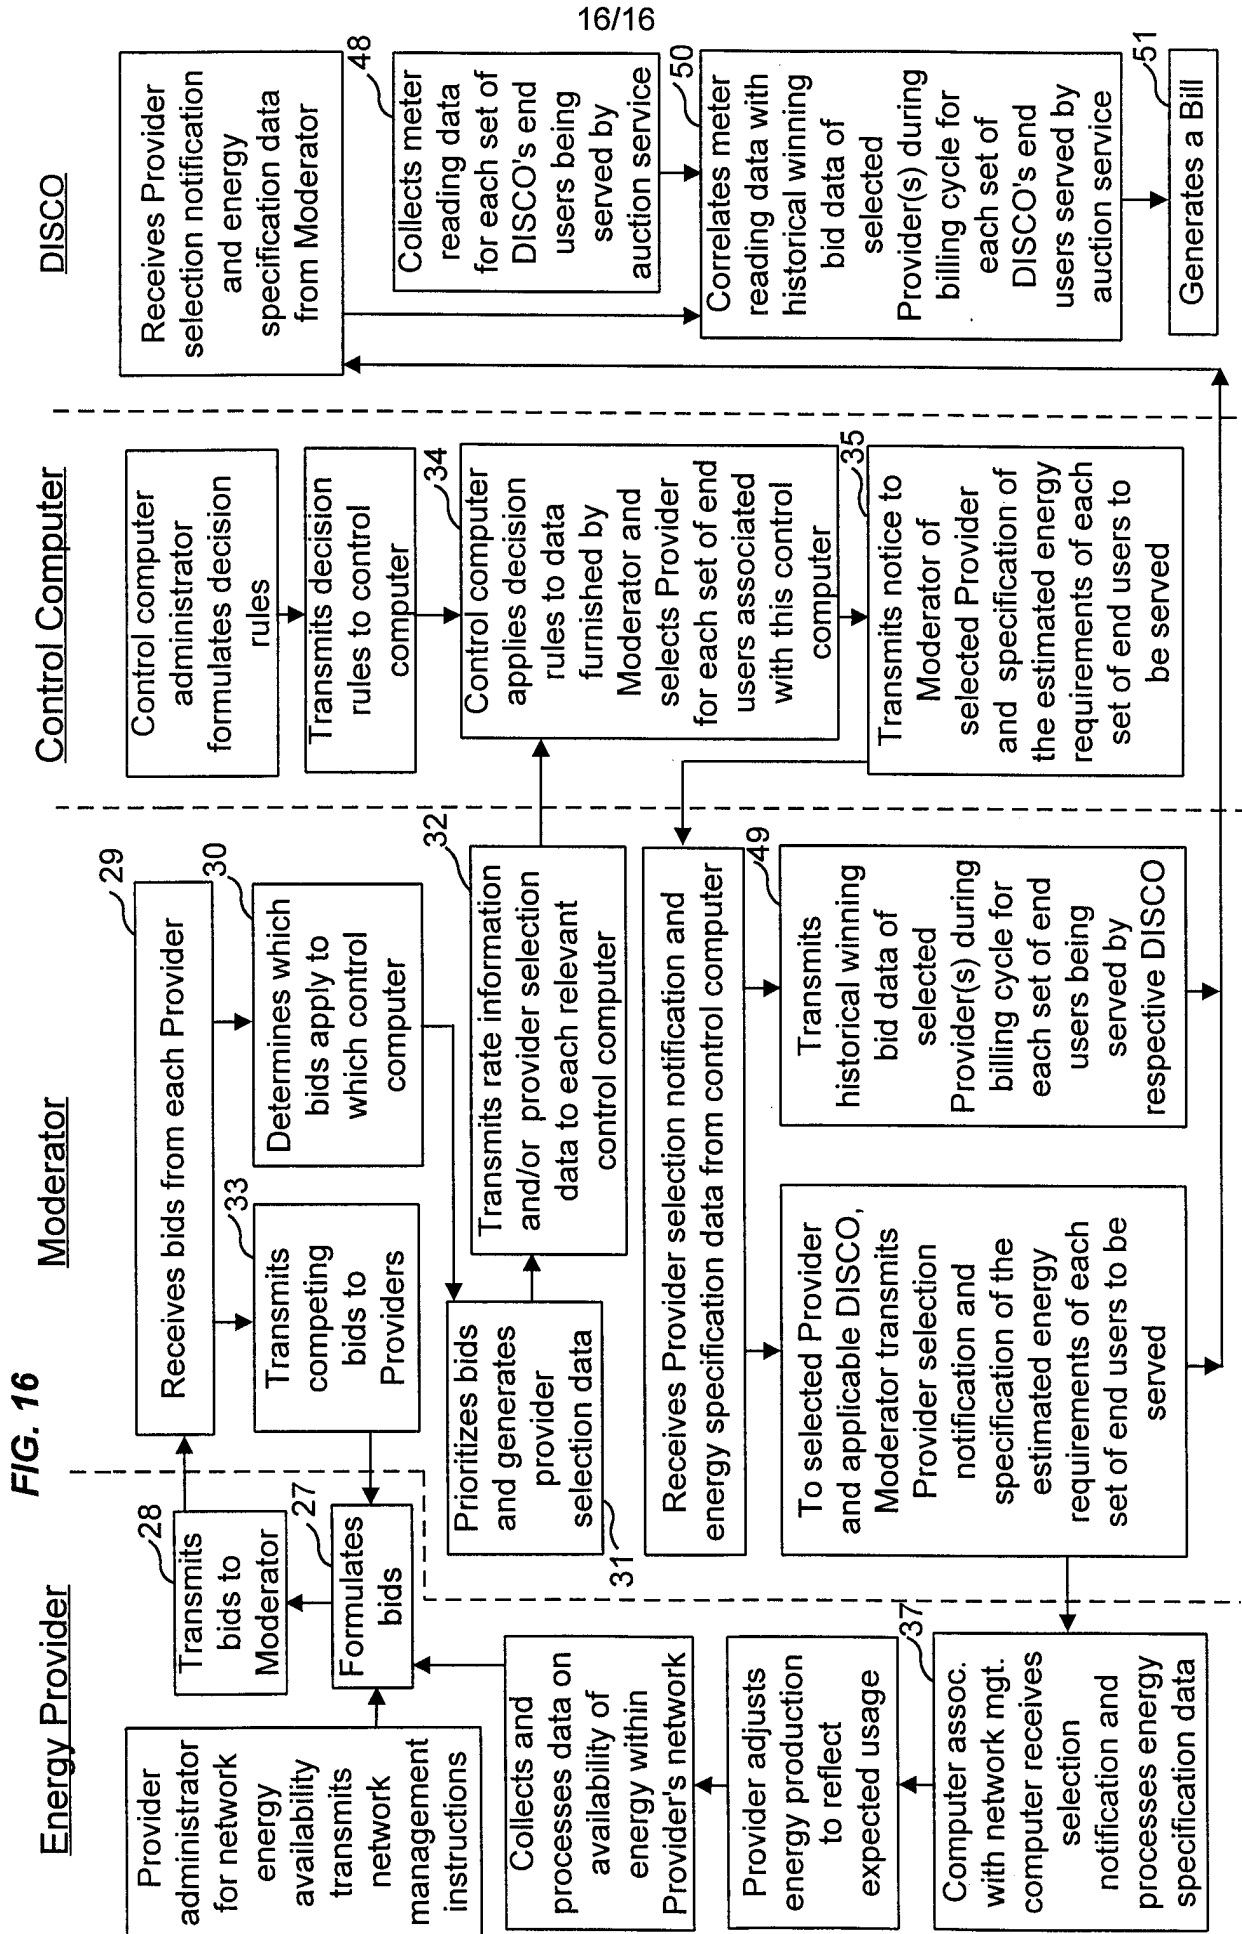 16/16
FIG. 16
Energy Provider
Provider
administrator
for network
energy
availability
transmits
network
management
instructions
28
Transmits
bids to
Moderator
27
Formulates
bids
Collects and
processes data on
availability of
energy within
Provider's network
Provider adjusts
energy production
to reflect
expected usage
37
Computer assoc.
with network mgt.
computer receives
selection
notification and
processes energy
specification data
Moderator
29
Receives bids from each Provider
33
Transmits
competing
bids to
Providers
30
Determines which
bids apply to
which control
computer
Prioritizes bids
and generates
provider
selection data
31
32
Transmits rate information
and/or provider selection
data to each relevant
control computer
Receives Provider selection notification and
energy specification data from control computer
To selected Provider
and applicable DISCO,
Moderator transmits
Provider selection
notification and
specification of the
estimated energy
requirements of each
set of end users to be
served
49
Transmits
historical winning
bid data of
selected
Provider(s) during
billing cycle for
each set of end
users being
served by
respective DISCO
Control Computer
Control computer
administrator
formulates decision
rules
Transmits decision
rules to control
computer
34
Control computer
applies decision
rules to data
furnished by
Moderator and
selects Provider
for each set of end
users associated
with this control
computer
35
Transmits notice to
Moderator of
selected Provider
and specification of
the estimated energy
requirements of each
set of end users to
be served
DISCO
Receives Provider
selection notification
and energy
specification data
from Moderator
48
Collects meter
reading data
for each set of
DISCO's end
users being
served by
auction service
50
Correlates meter
reading data with
historical winning
bid data of
selected
Provider(s) during
billing cycle for
each set of
DISCO's end
users served by
auction service
51
Generates a Bill